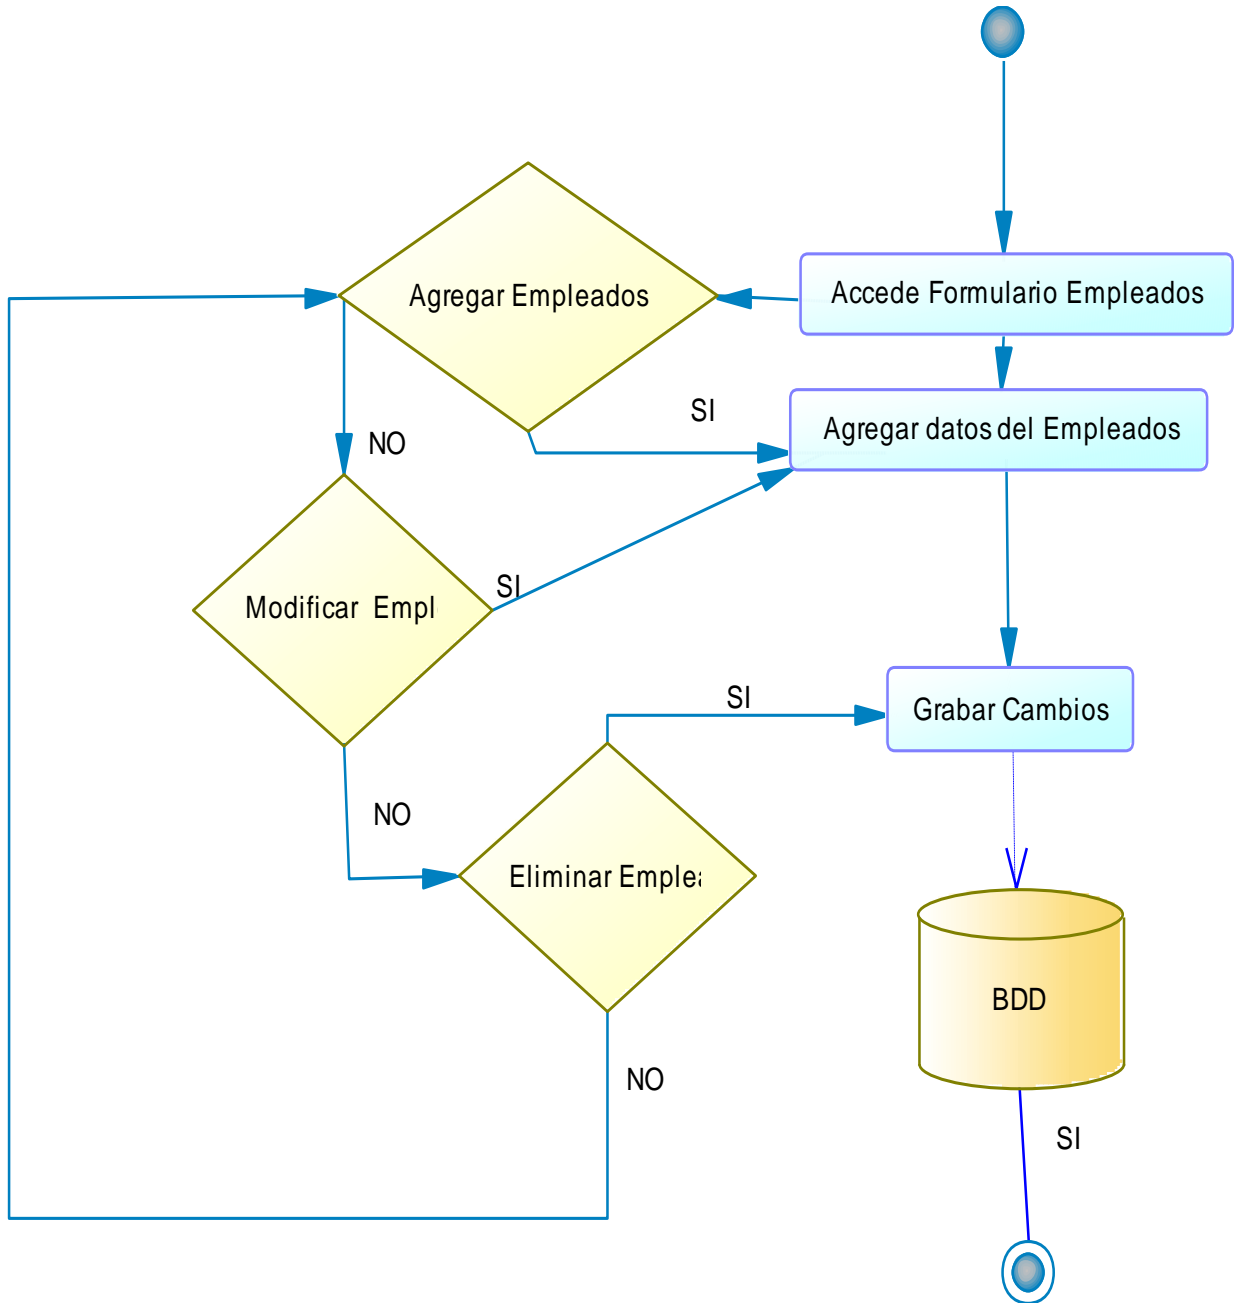 Accede Formulario Empleados
Agregar Empleados
SI
Agregar datos del Empleados
NO
SI
Modificar Empl
SI
Grabar Cambios
NO
Eliminar Emplea
BDD
NO
SI